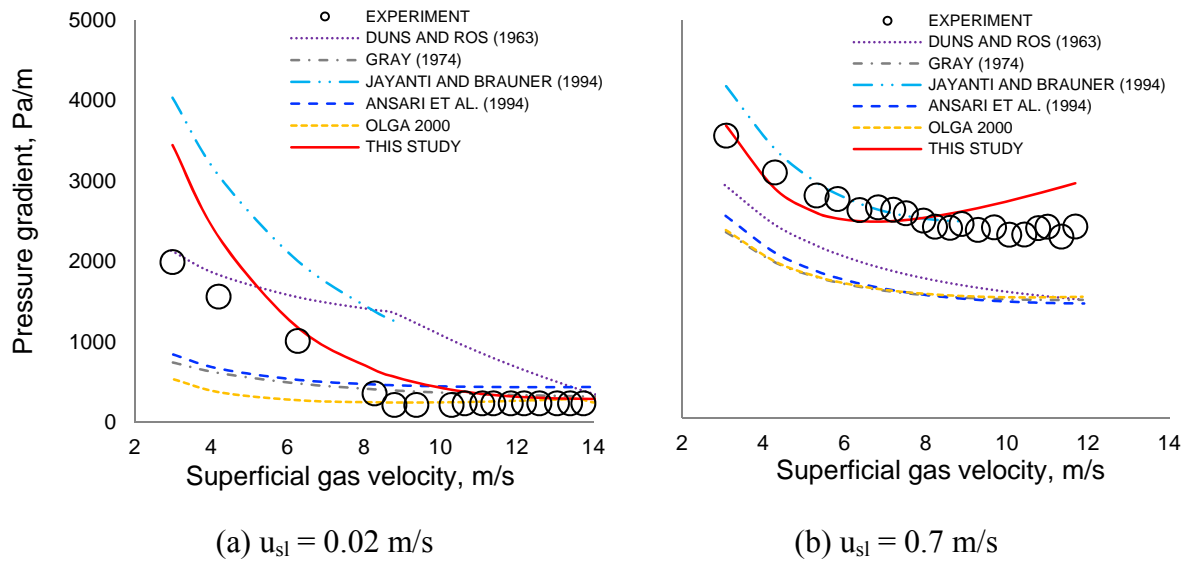 5000
4000
3000
2000
1000
0
Pressure gradient, Pa/m
EXPERIMENT
DUNS AND ROS (1963)
GRAY (1974)
JAYANTI AND BRAUNER (1994)
ANSARI ET AL. (1994)
OLGA 2000
THIS STUDY
2 4 6 8 10 12 14
Superficial gas velocity, m/s
(a) usl = 0.02 m/s
EXPERIMENT
DUNS AND ROS (1963)
GRAY (1974)
JAYANTI AND BRAUNER (1994)
ANSARI ET AL. (1994)
OLGA 2000
THIS STUDY
2 4 6 8 10 12 14
Superficial gas velocity, m/s
(b) usl = 0.7 m/s